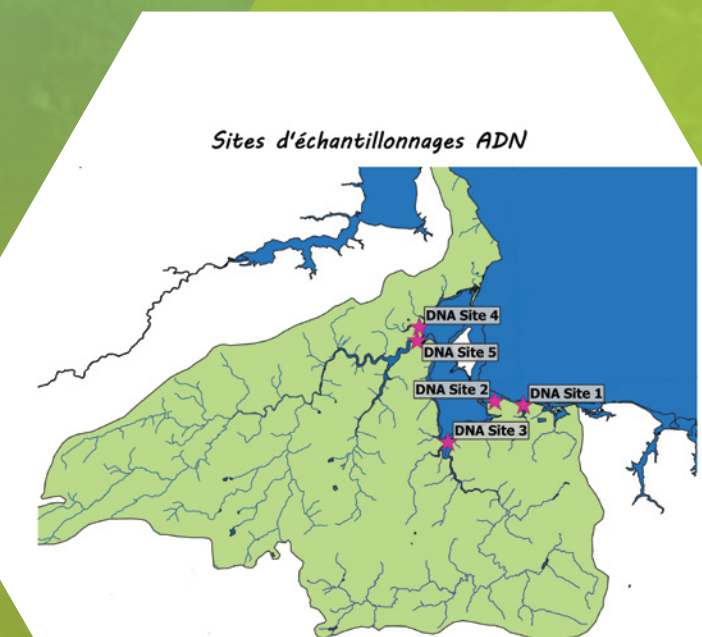 Sites d'échantillonnages ADN
DNA Site 4
DNA Site 5
DNA Site 2
DNA Site 1
DNA Site 3